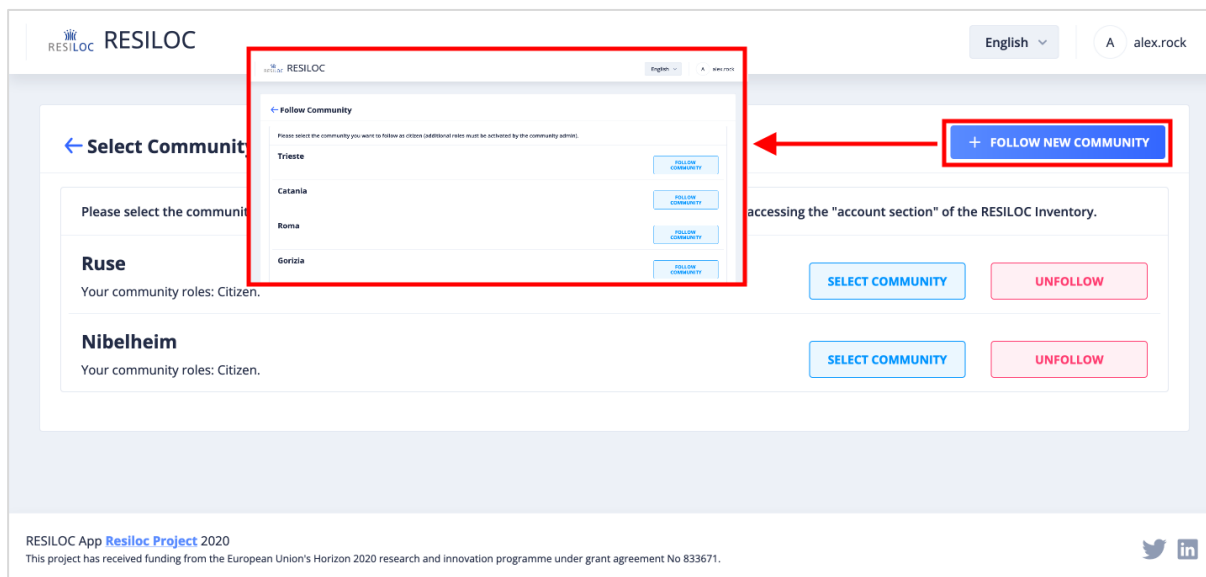 RESILOC RESILOC
English
A alex.rock
RESILOC RESILOC
English
A alex.rock
← Follow Community
Please select the community you want to follow as citizen (additional roles must be activated by the community admin).
Trieste
FOLLOW
COMMUNITY
Catania
FOLLOW
COMMUNITY
Roma
FOLLOW
COMMUNITY
Gorizia
FOLLOW
COMMUNITY
← Select Community
+ FOLLOW NEW COMMUNITY
Please select the communit
accessing the "account section" of the RESILOC Inventory.
Ruse
Your community roles: Citizen.
SELECT COMMUNITY
UNFOLLOW
Nibelheim
Your community roles: Citizen.
SELECT COMMUNITY
UNFOLLOW
RESILOC App Resiloc Project 2020
This project has received funding from the European Union's Horizon 2020 research and innovation programme under grant agreement No 833671.
in